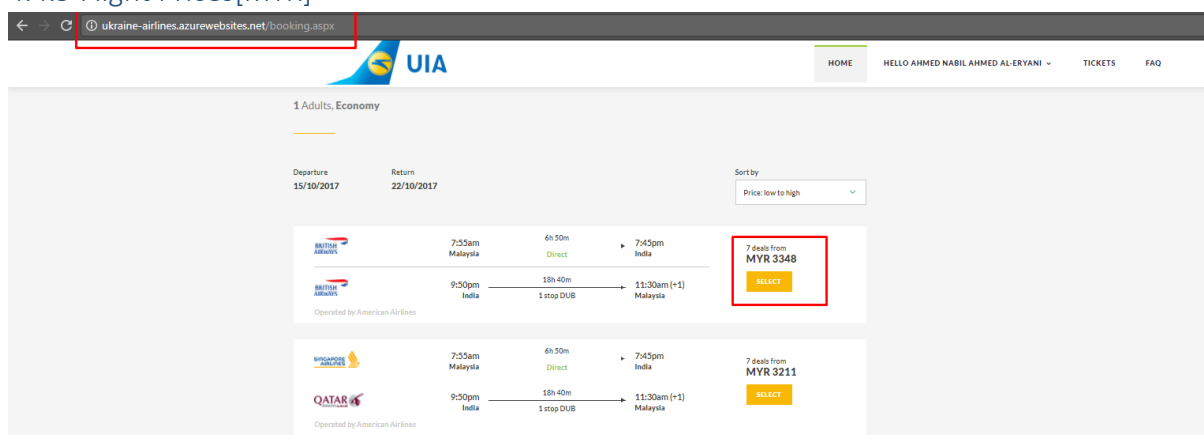 ukraine-airlines.azurewebsites.net/booking.aspx
UIA
HOME HELLO AHMED NABIL AHMED AL-ERYANI TICKETS FAQ
1 Adults, Economy
Departure Return Sort by
15/10/2017 22/10/2017 Price: low to high
BRITISH AIRWAYS 7:55am 6h 50m 7:45pm 7 deals from
Malaysia Direct India MYR 3348
BRITISH AIRWAYS 9:50pm 18h 40m 11:30am (+1) SELECT
India 1 stop DUB Malaysia
Operated by American Airlines
SINGAPORE AIRLINES 7:55am 6h 50m 7:45pm 7 deals from
Malaysia Direct India MYR 3211
QATAR 9:50pm 18h 40m 11:30am (+1) SELECT
India 1 stop DUB Malaysia
Operated by American Airlines